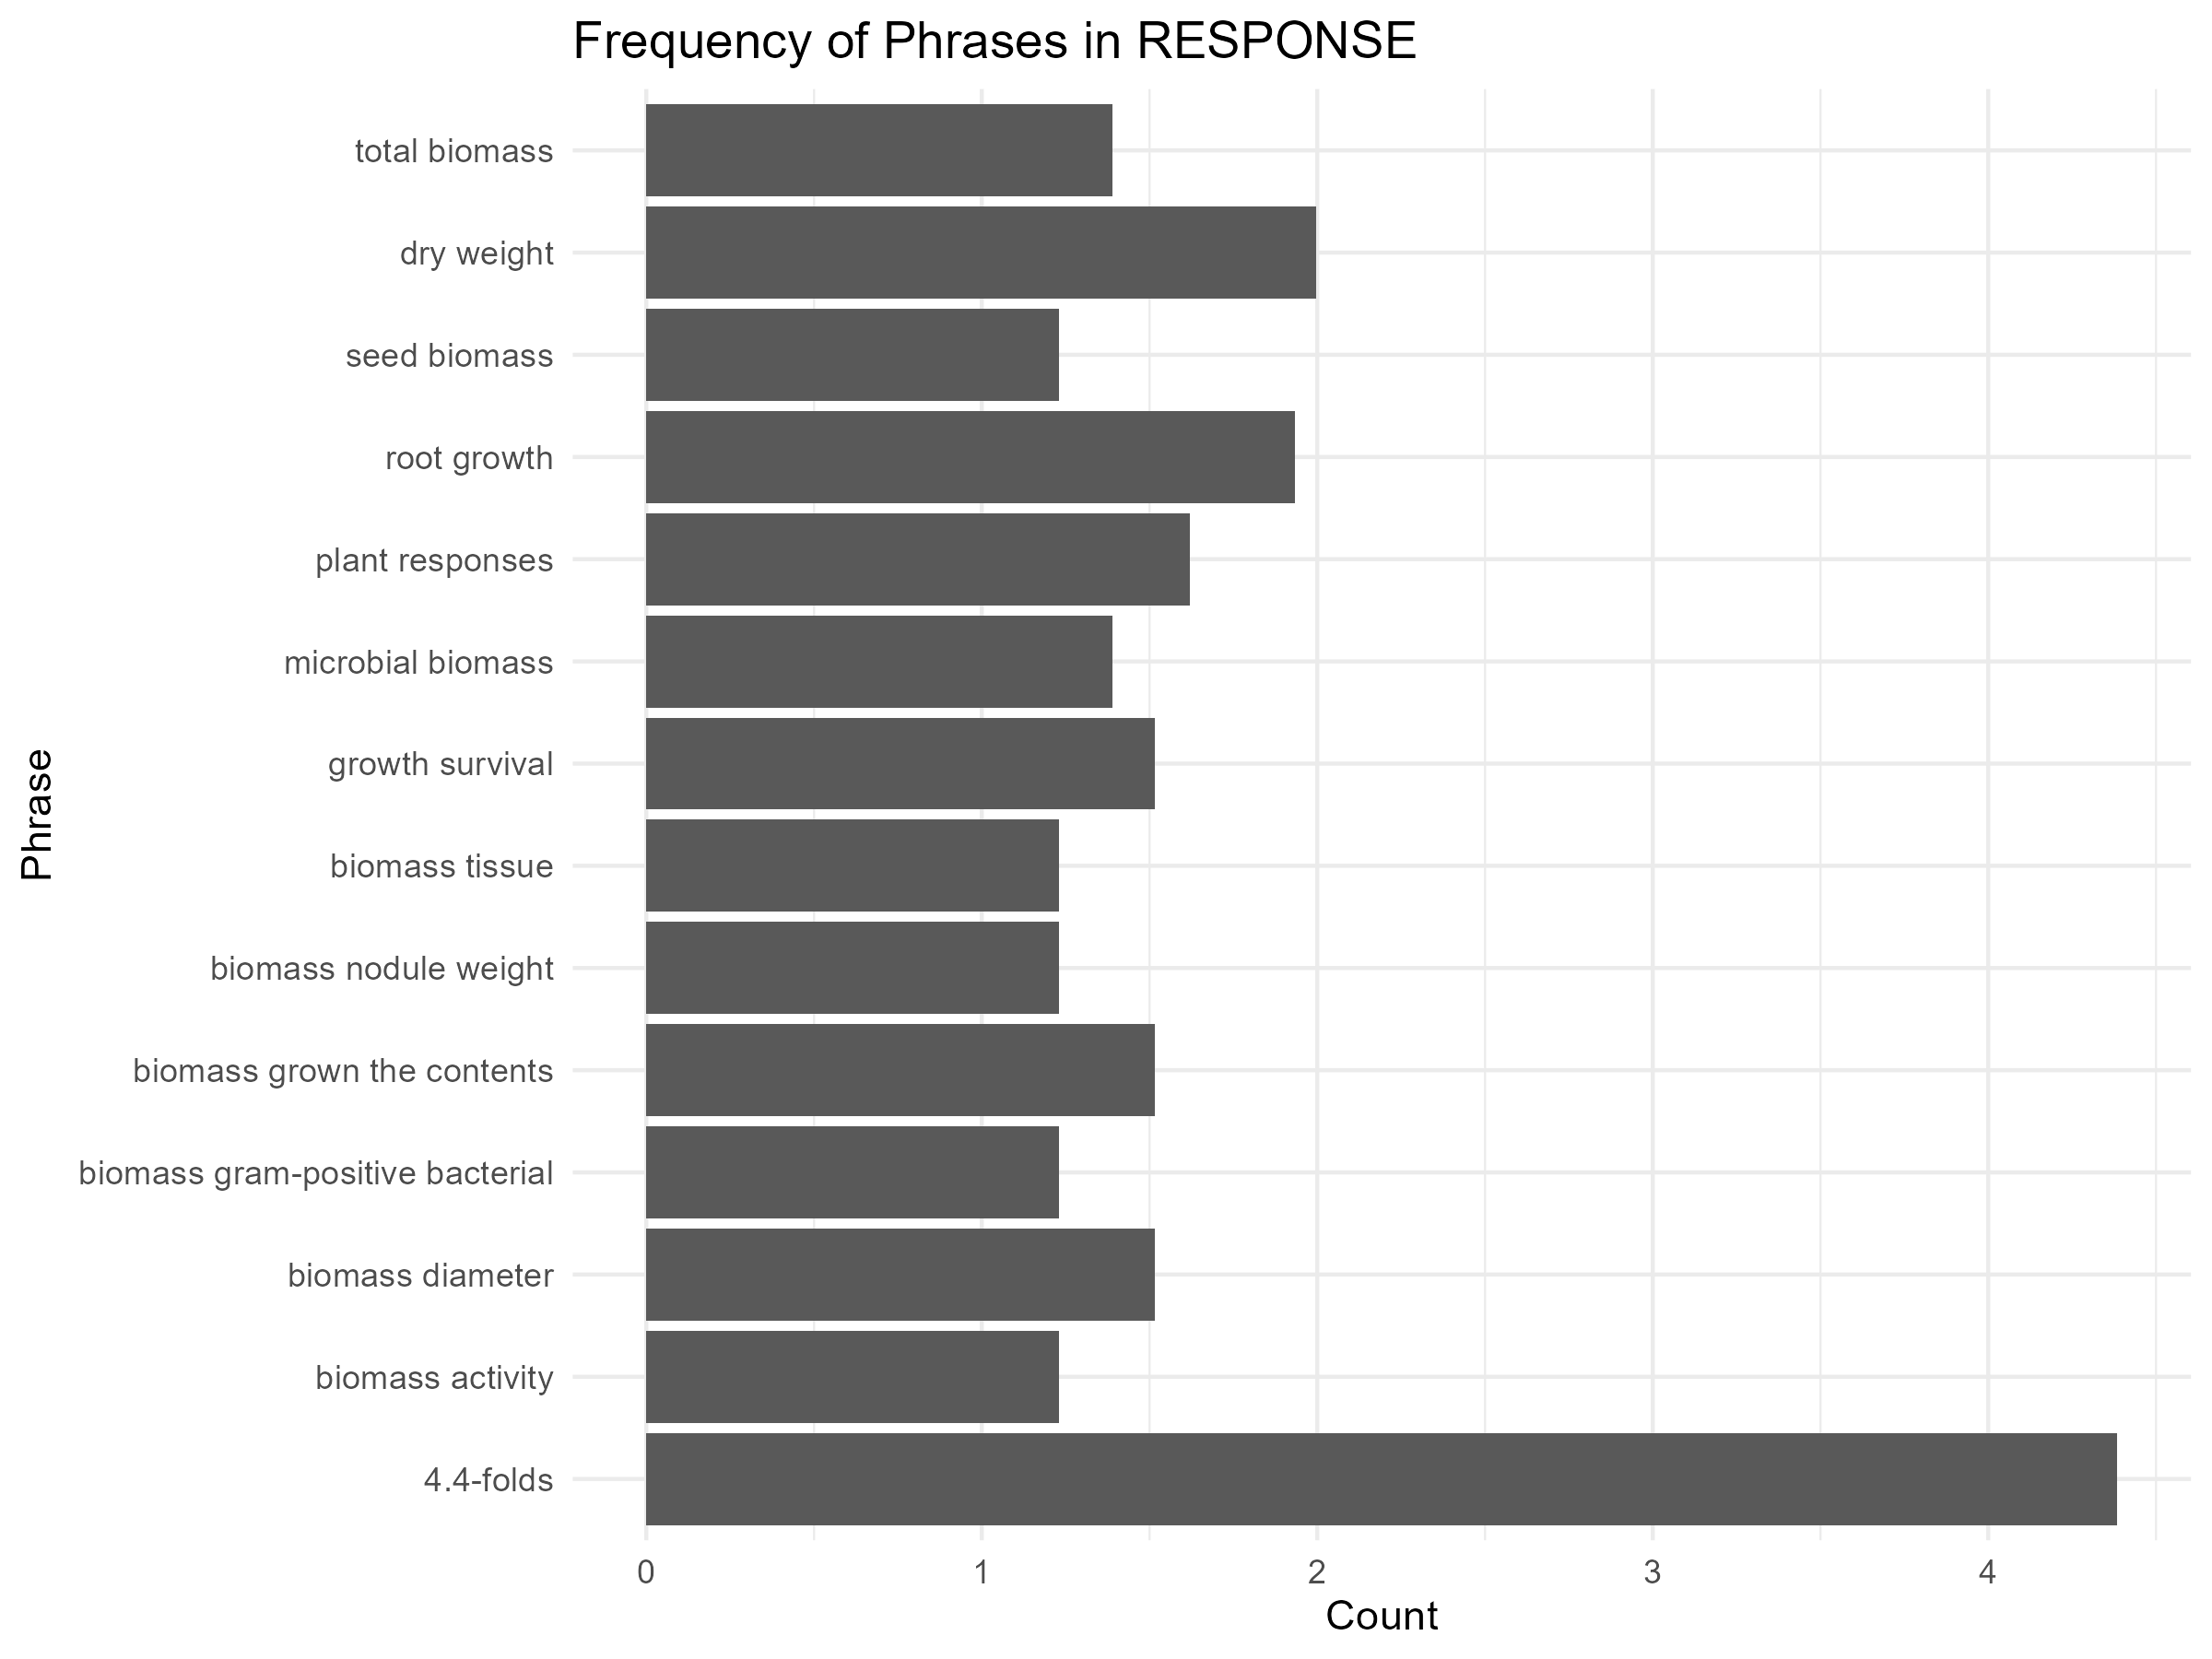 Frequency of Phrases in RESPONSE
total biomass
dry weight
seed biomass
root growth
plant responses
microbial biomass
growth survival
biomass tissue
biomass nodule weight
biomass grown the contents
biomass gram-positive bacterial
biomass diameter
biomass activity
4.4-folds
Phrase
0 1 2 3 4
Count